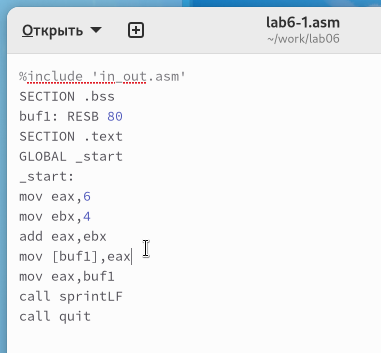 Открыть
lab6-1.asm
~/work/lab06
%include 'in_out.asm'
SECTION .bss
buf1: RESB 80
SECTION .text
GLOBAL _start
_start:
mov eax,6
mov ebx,4
add eax,ebx
mov [buf1],eax
mov eax,buf1
call sprintLF
call quit